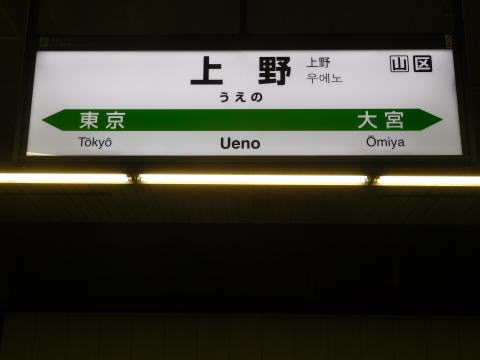 上野
上野
우에노
山 区
うえの
東京 大宮
Tōkyō Ueno Ōmiya